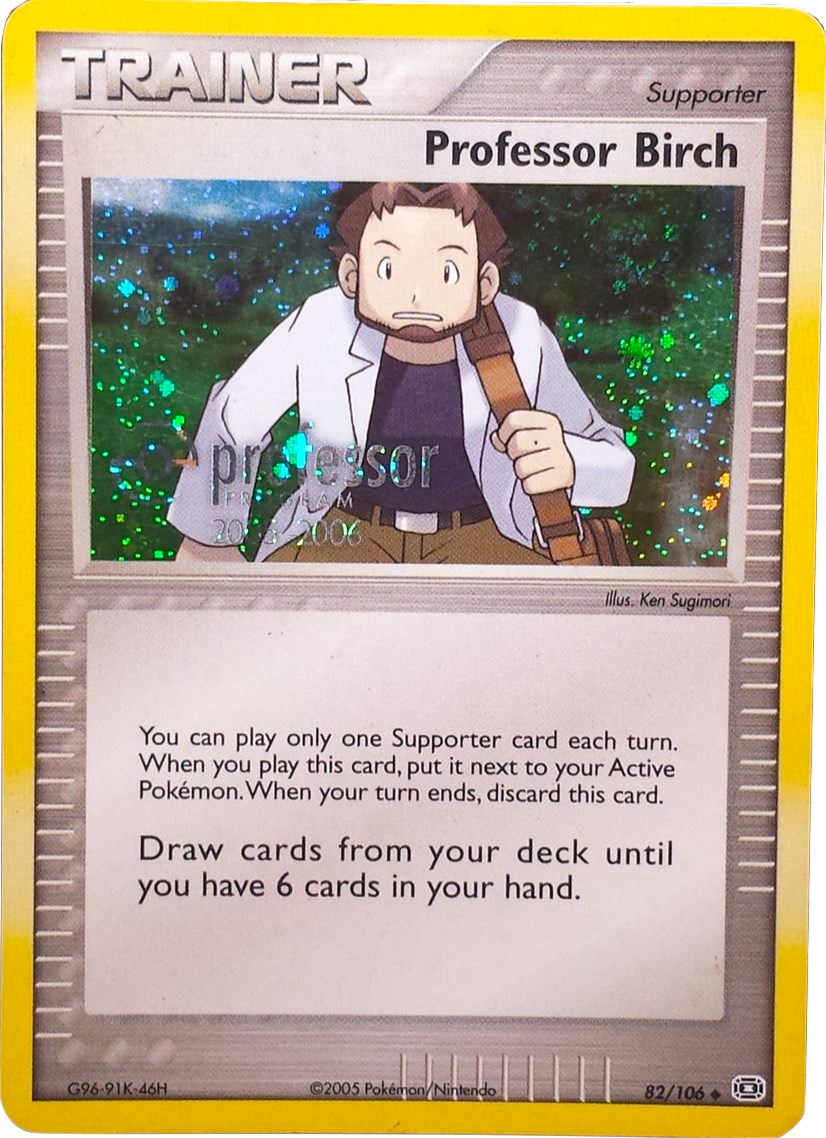 TRAINER
Supporter
Professor Birch
professor
PROGRAM
2005-2006
Illus. Ken Sugimori
You can play only one Supporter card each turn.
When you play this card, put it next to your Active
Pokémon. When your turn ends, discard this card.
Draw cards from your deck until
you have 6 cards in your hand.
G96-91K-46H
©2005 Pokémon/Nintendo
82/106